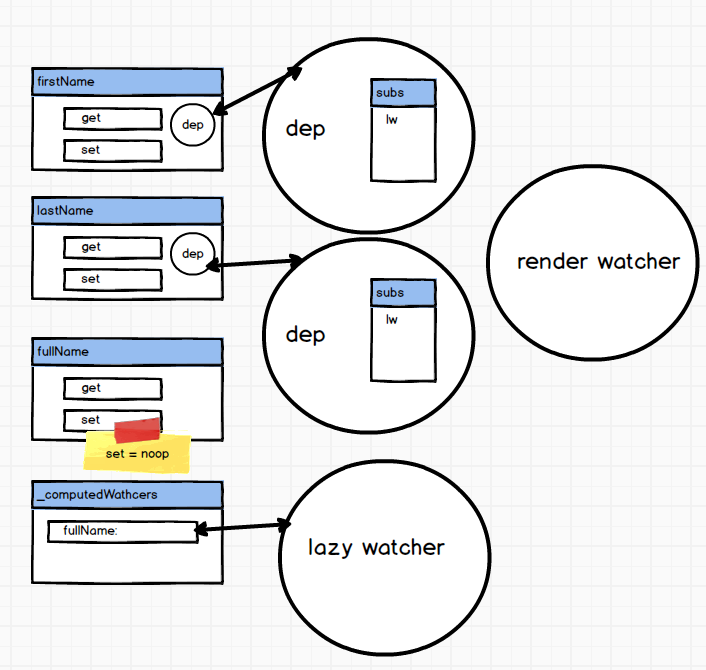 firstName
get
set
dep
dep
subs
lw
lastName
get
set
dep
dep
subs
lw
render watcher
fullName
get
set
set = noop
_computedWathcers
fullName:
lazy watcher